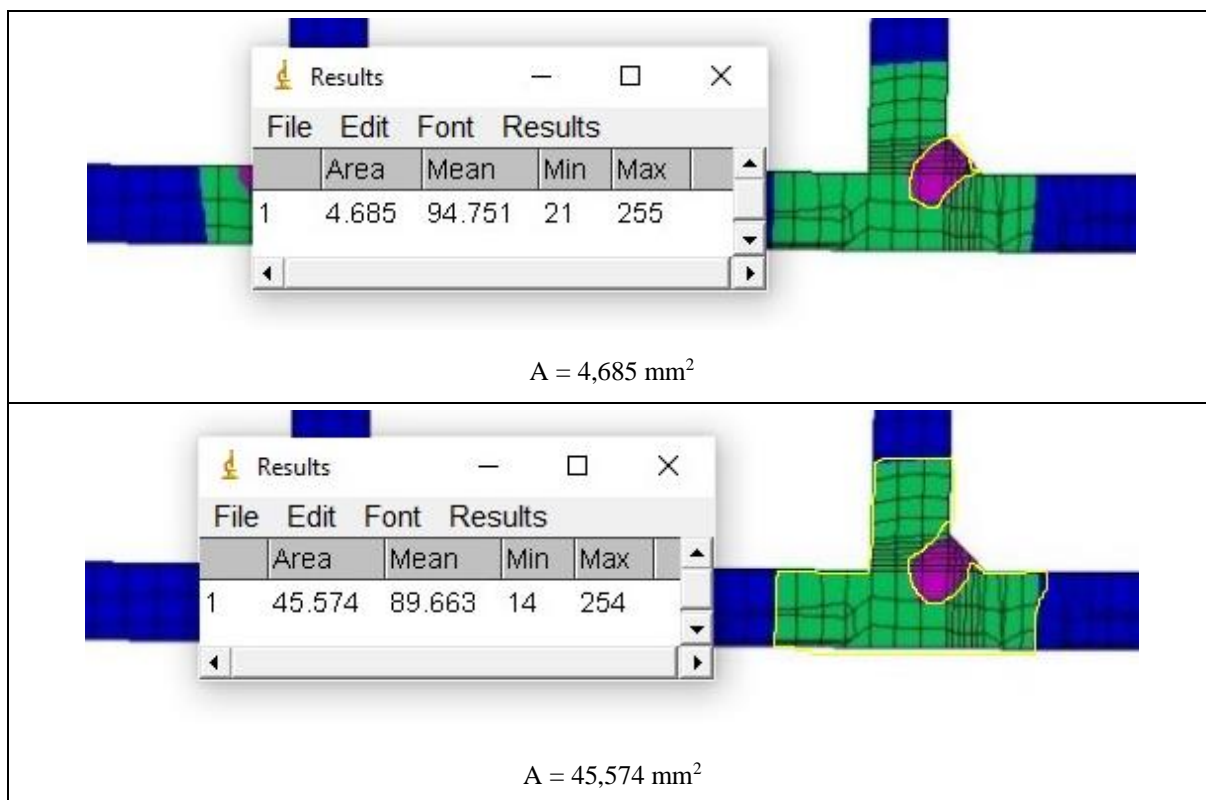 Results
File Edit Font Results
Area Mean Min Max
1 4.685 94.751 21 255
A = 4,685 mm²
Results
File Edit Font Results
Area Mean Min Max
1 45.574 89.663 14 254
A = 45,574 mm²